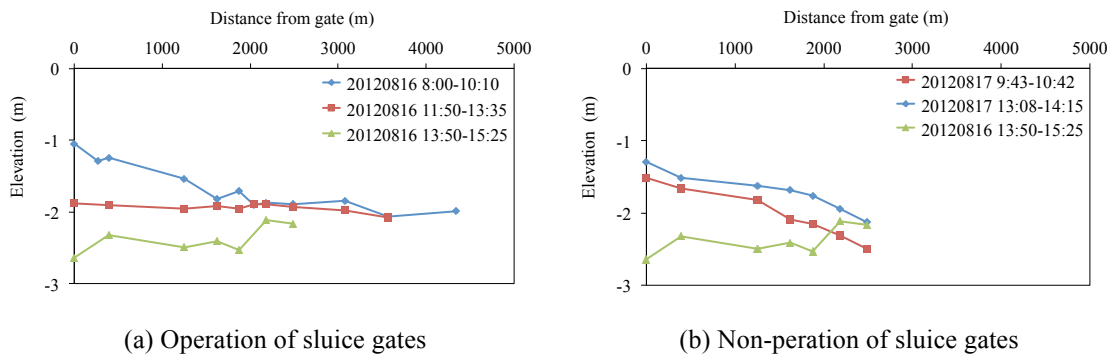 Distance from gate (m)
0 1000 2000 3000 4000 5000
0
-1
-2
-3
Elevation (m)
20120816 8:00-10:10
20120816 11:50-13:35
20120816 13:50-15:25
(a) Operation of sluice gates
Distance from gate (m)
0 1000 2000 3000 4000 5000
0
-1
-2
-3
Elevation (m)
20120817 9:43-10:42
20120817 13:08-14:15
20120816 13:50-15:25
(b) Non-peration of sluice gates